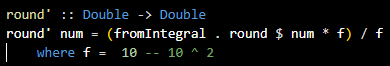 round' :: Double -> Double
round' num = (fromIntegral . round $ num * f) / f
    where f =  10 -- 10 ^ 2